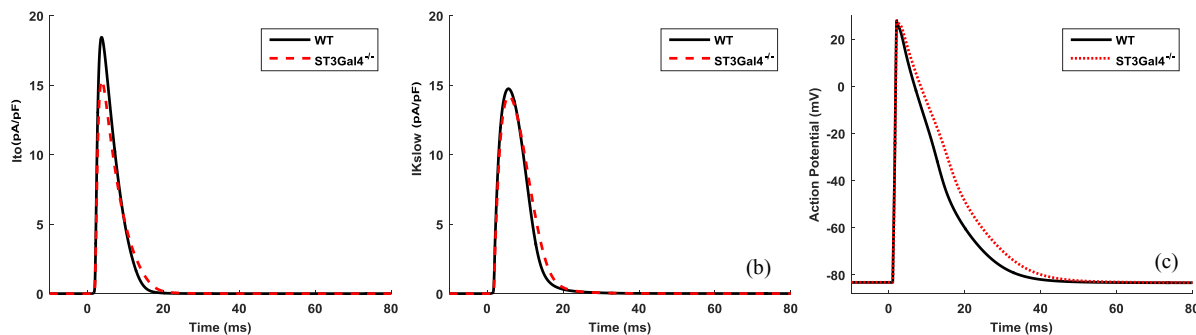 20
15
10
5
0
Ito(pA/pF)
0
20
40
60
80
Time (ms)
WT
ST3Gal4-/-
20
15
10
5
0
IKslow (pA/pF)
0
20
40
60
80
Time (ms)
WT
ST3Gal4-/-
(b)
20
0
-20
-40
-60
-80
Action Potential (mV)
0
20
40
60
80
Time (ms)
WT
ST3Gal4-/-
(c)